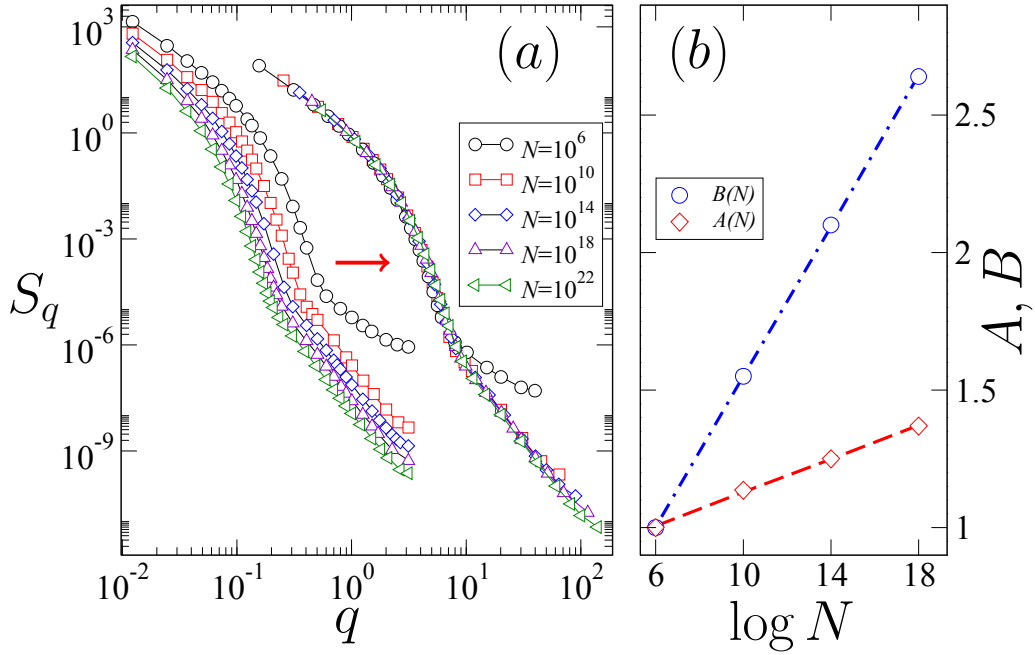 (a)
S_q
10^3
10^0
10^-3
10^-6
10^-9
N=10^6
N=10^10
N=10^14
N=10^18
N=10^22
10^-2 10^-1 10^0 10^1 10^2
q
(b)
B(N)
A(N)
2.5
2
1.5
1
A, B
6 10 14 18
log N